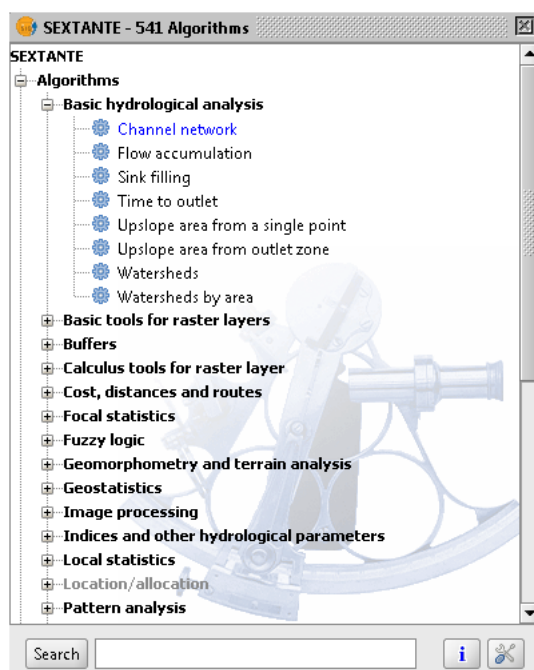 SEXTANTE - 541 Algorithms
SEXTANTE
Algorithms
Basic hydrological analysis
Channel network
Flow accumulation
Sink filling
Time to outlet
Upslope area from a single point
Upslope area from outlet zone
Watersheds
Watersheds by area
Basic tools for raster layers
Buffers
Calculus tools for raster layer
Cost, distances and routes
Focal statistics
Fuzzy logic
Geomorphometry and terrain analysis
Geostatistics
Image processing
Indices and other hydrological parameters
Local statistics
Location/allocation
Pattern analysis
Search i